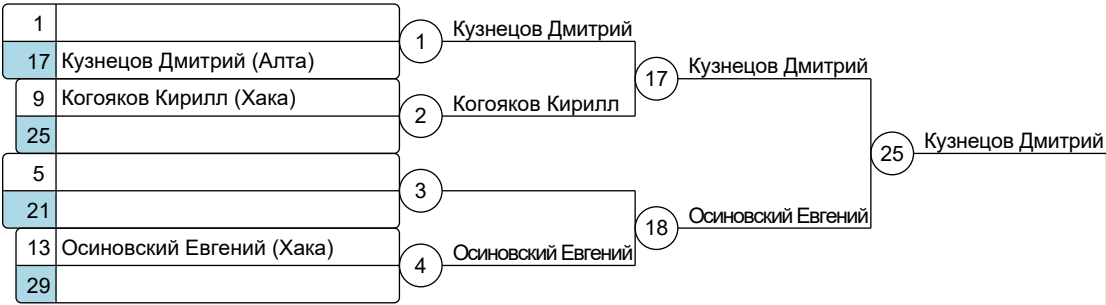 1
17 Кузнецов Дмитрий (Алта)
9 Когояков Кирилл (Хака)
25
5
21
13 Осиновский Евгений (Хака)
29
1 Кузнецов Дмитрий
2 Когояков Кирилл
3
4 Осиновский Евгений
17 Кузнецов Дмитрий
18 Осиновский Евгений
25 Кузнецов Дмитрий